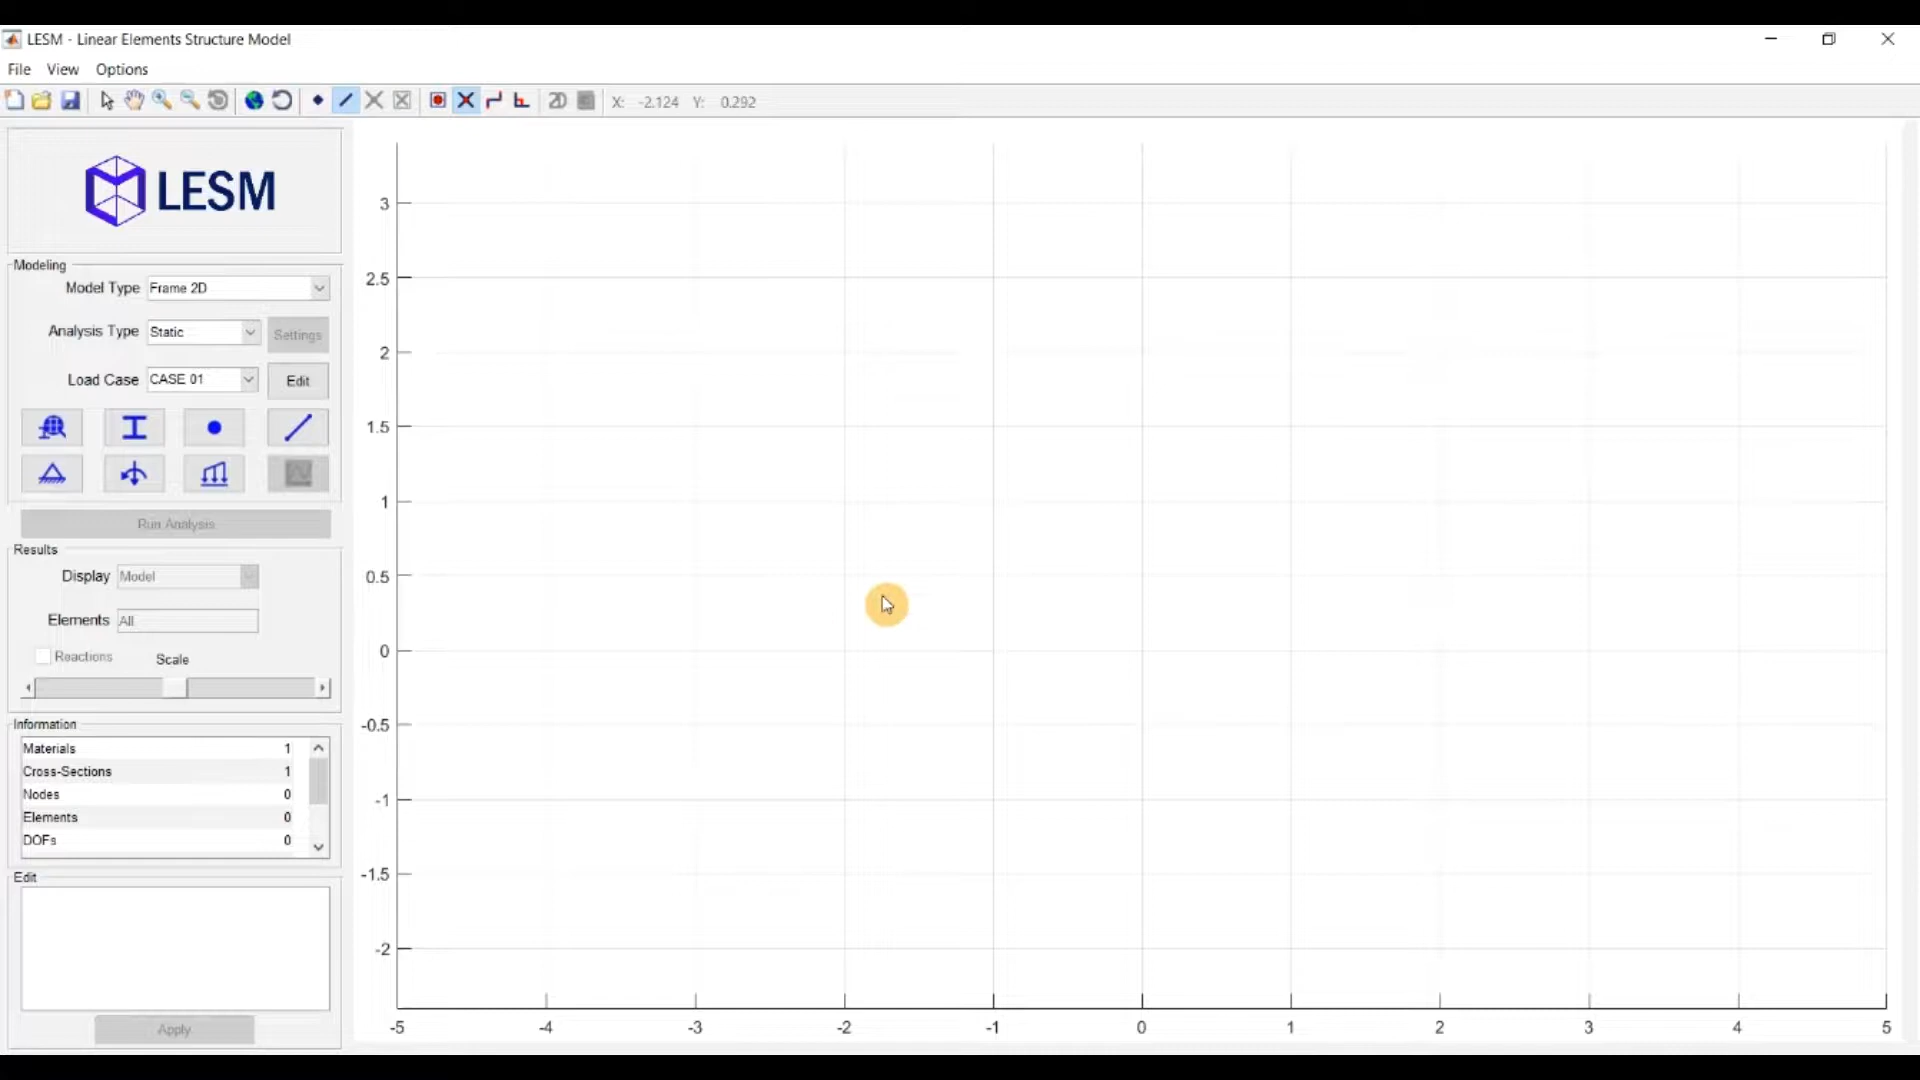 LESM - Linear Elements Structure Model
File View Options
2D X: -2.124 Y: 0.292
LESM
Modeling
Model Type Frame 2D
Analysis Type Static Settings
Load Case CASE 01 Edit
Run Analysis
Results
Display Model
Elements All
Reactions Scale
Information
Materials 1
Cross-Sections 1
Nodes 0
Elements 0
DOFs 0
Edit
Apply
3
2.5
2
1.5
1
0.5
0
-0.5
-1
-1.5
-2
-5 -4 -3 -2 -1 0 1 2 3 4 5